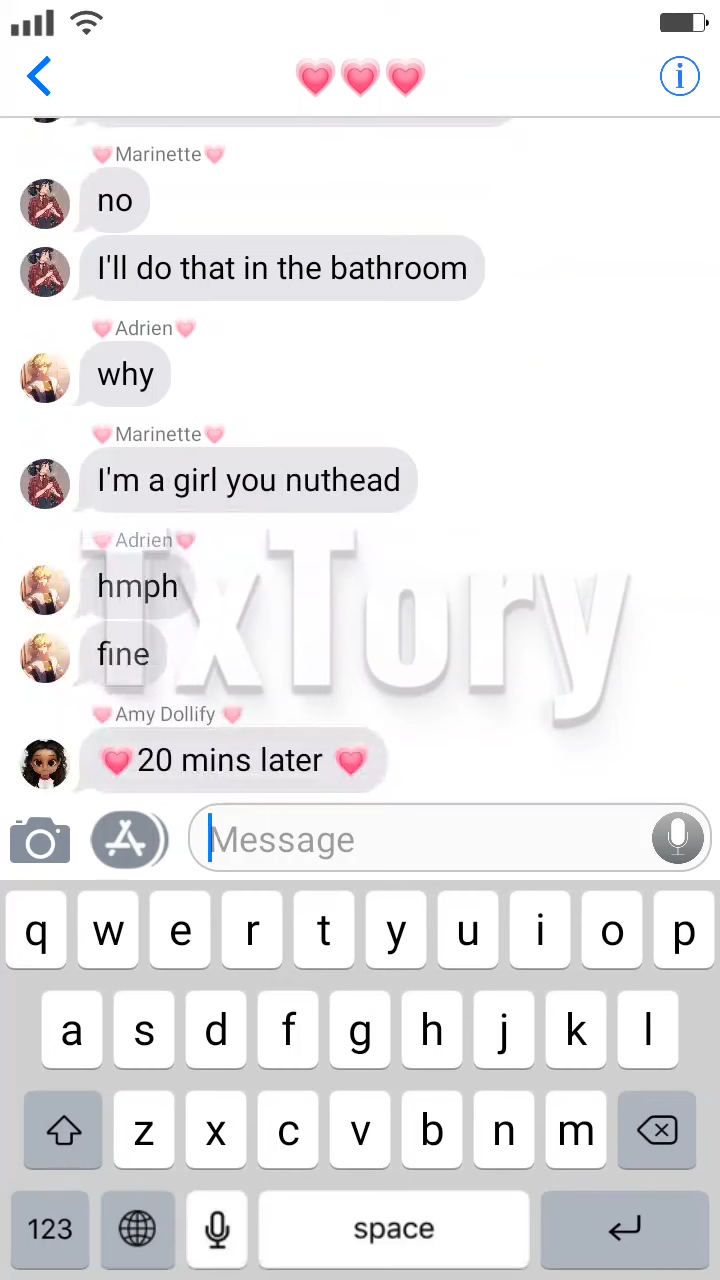 💗💗💗
💗Marinette💗
no
I'll do that in the bathroom
💗Adrien💗
why
💗Marinette💗
I'm a girl you nuthead
💗Adrien💗
hmph
fine
TxTory
💗Amy Dollify 💗
💗20 mins later 💗
Message
q w e r t y u i o p
a s d f g h j k l
z x c v b n m
123 space